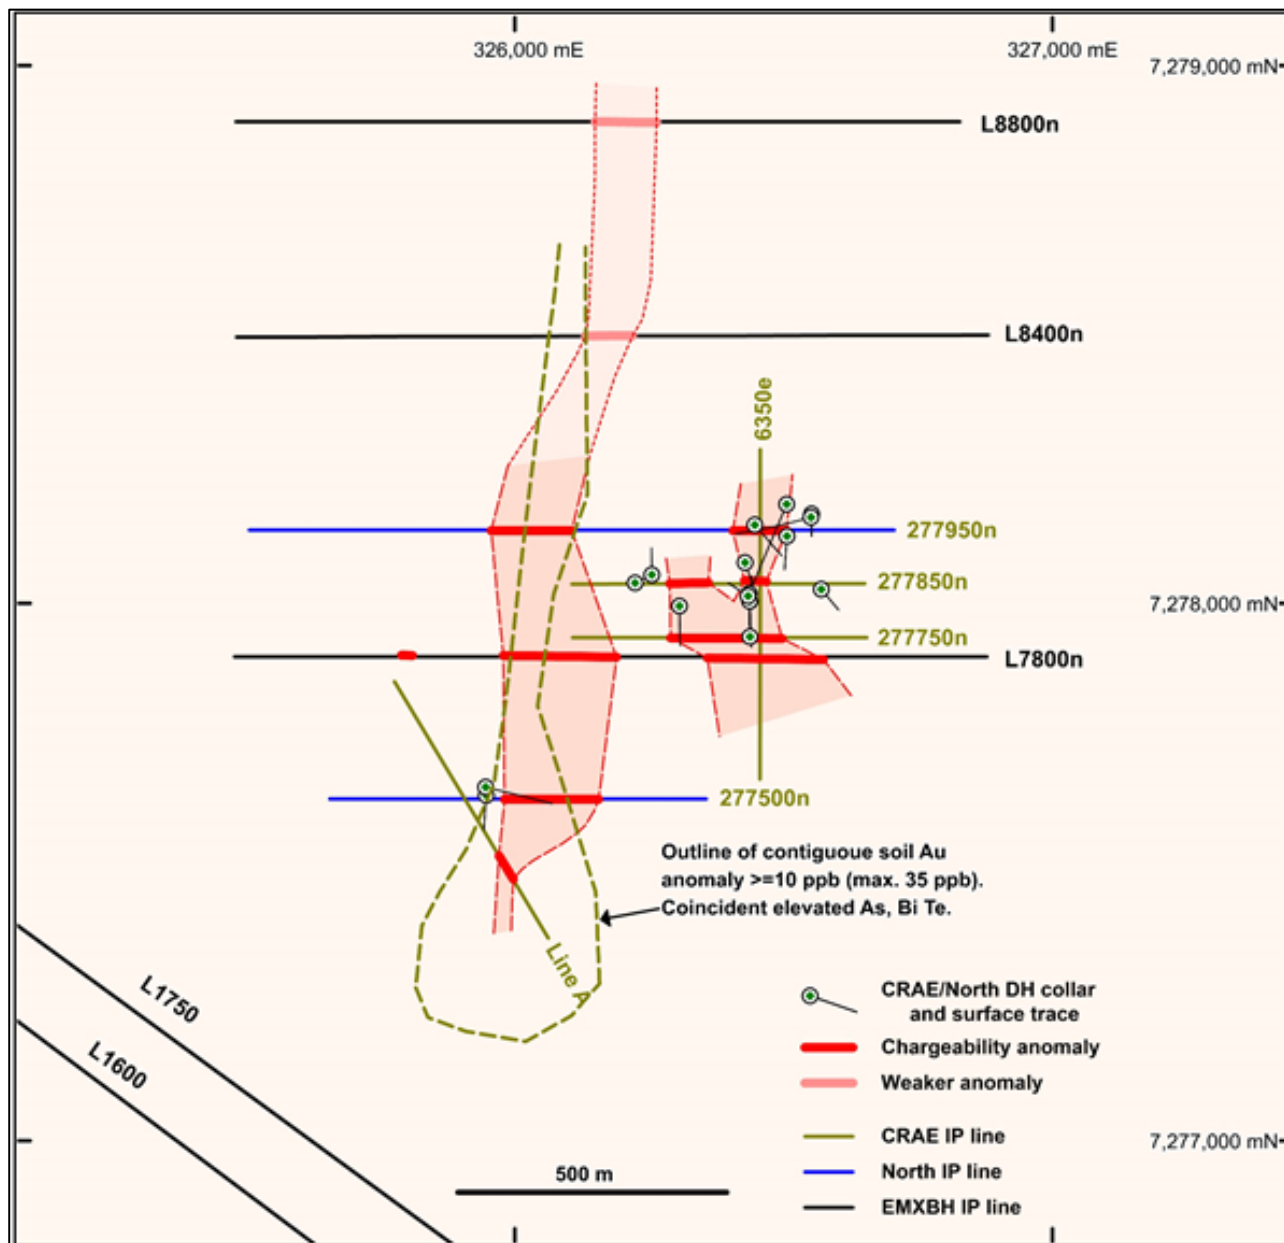 326,000 mE
327,000 mE
7,279,000 mN
L8800n
L8400n
6350e
277950n
277850n
7,278,000 mN
277750n
L7800n
277500n
Outline of contiguoue soil Au
anomaly >=10 ppb (max. 35 ppb).
Coincident elevated As, Bi Te.
Line A
L1750
L1600
CRAE/North DH collar
and surface trace
Chargeability anomaly
Weaker anomaly
CRAE IP line
7,277,000 mN
North IP line
500 m
EMXBH IP line